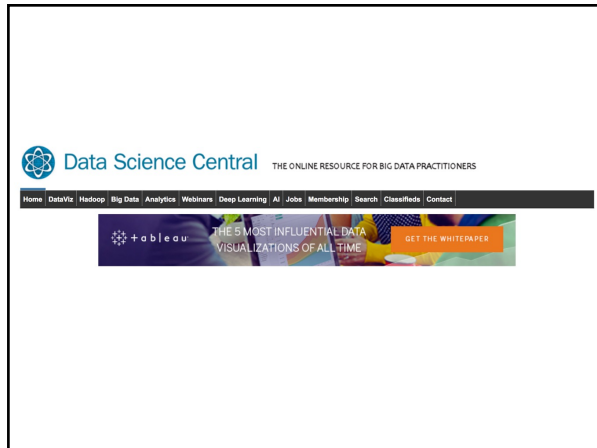 Data Science Central THE ONLINE RESOURCE FOR BIG DATA PRACTITIONERS
Home DataViz Hadoop Big Data Analytics Webinars Deep Learning AI Jobs Membership Search Classifieds Contact
+ableau THE 5 MOST INFLUENTIAL DATA
VISUALIZATIONS OF ALL TIME
GET THE WHITEPAPER